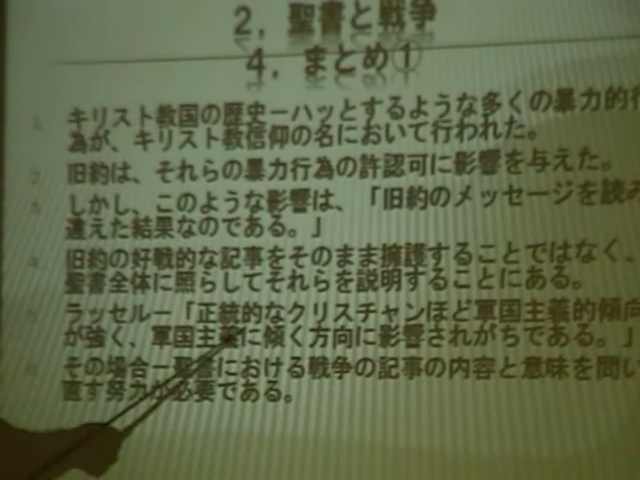 2, 聖書と戦争
4, まとめ①
1 キリスト教国の歴史ーハッとするような多くの暴力的行
為が、キリスト教信仰の名において行われた。
2 旧約は、それらの暴力行為の許認可に影響を与えた。
3 しかし、このような影響は、「旧約のメッセージを読み
違えた結果なのである。」
4 旧約の好戦的な記事をそのまま擁護することではなく、
聖書全体に照らしてそれらを説明することにある。
5 ラッセルー「正統的なクリスチャンほど軍国主義的傾向
が強く、軍国主義に傾く方向に影響されがちである。」
6 その場合ー聖書における戦争の記事の内容と意味を問い
直す努力が必要である。